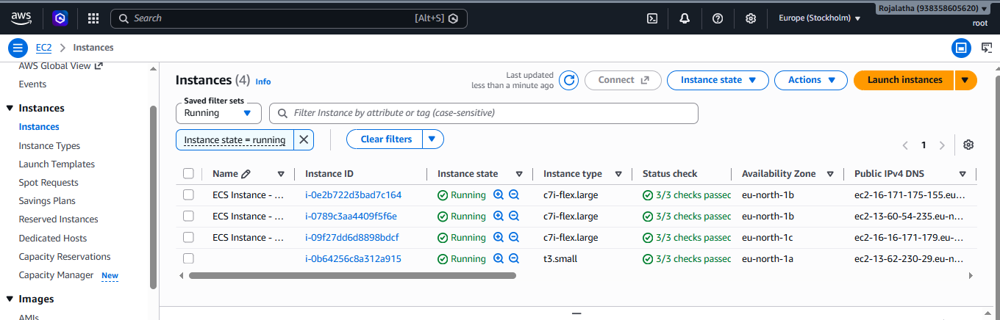 aws Search [Alt+S] Europe (Stockholm) Rojalatha (938358605620)
root
EC2 Instances
AWS Global View
Events
Instances
Instances
Instance Types
Launch Templates
Spot Requests
Savings Plans
Reserved Instances
Dedicated Hosts
Capacity Reservations
Capacity Manager New
Images
AMIs
Instances (4) Info
Last updated
less than a minute ago
Connect Instance state Actions Launch instances
Saved filter sets
Running Filter Instance by attribute or tag (case-sensitive)
Instance state = running Clear filters
1
Name Instance ID Instance state Instance type Status check Availability Zone Public IPv4 DNS
ECS Instance - ... i-0e2b722d3bad7c164 Running c7i-flex.large 3/3 checks passed eu-north-1b ec2-16-171-175-155.eu...
ECS Instance - ... i-0789c3aa4409f5f6e Running c7i-flex.large 3/3 checks passed eu-north-1b ec2-13-60-54-235.eu-n...
ECS Instance - ... i-09f27dd6d8898bdcf Running c7i-flex.large 3/3 checks passed eu-north-1c ec2-16-16-171-179.eu-...
i-0b64256c8a312a915 Running t3.small 3/3 checks passed eu-north-1a ec2-13-62-230-29.eu-n...